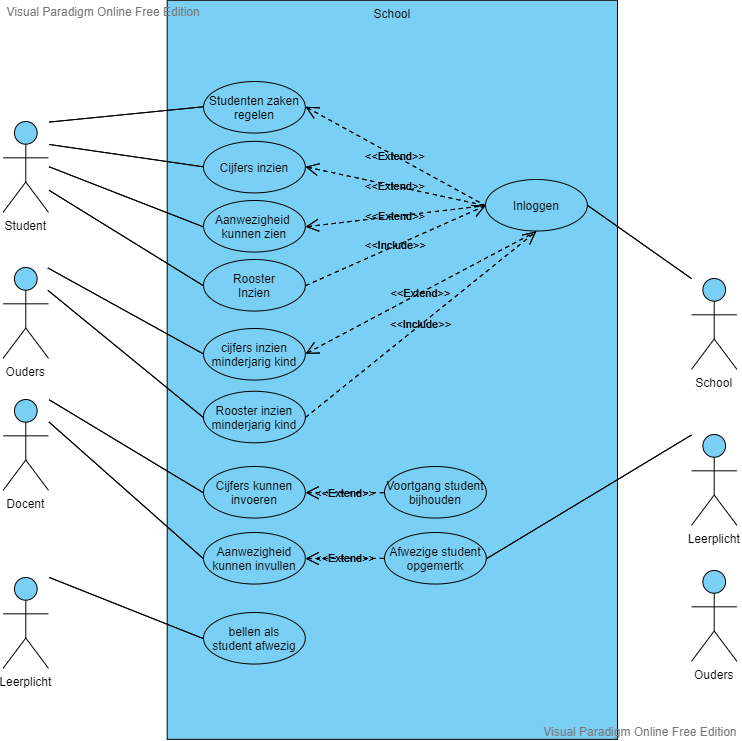 Visual Paradigm Online Free Edition
School
Studenten zaken
regelen
<<Extend>>
Cijfers inzien
<<Extend>>
Inloggen
Aanwezigheid
kunnen zien
<<Extend>>
Student
<<Include>>
Rooster
Inzien
<<Extend>>
<<Include>>
cijfers inzien
minderjarig kind
Ouders
School
Rooster inzien
minderjarig kind
Cijfers kunnen
invoeren
<<Extend>>
Voortgang student
bijhouden
Docent
Leerplicht
Aanwezigheid
kunnen invullen
<<Extend>>
Afwezige student
opgemertk
bellen als
student afwezig
Leerplicht
Ouders
Visual Paradigm Online Free Edition